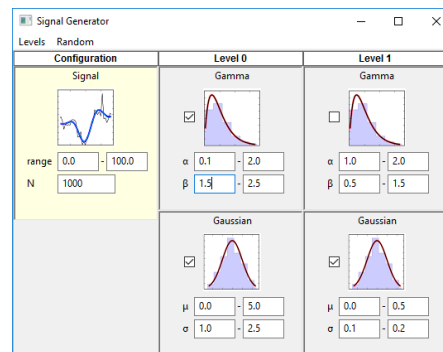 Signal Generator
Levels Random
Configuration Level 0 Level 1
Signal Gamma Gamma
range 0.0 - 100.0 α 0.1 - 2.0 α 1.0 - 2.0
N 1000 β 1.5 - 2.5 β 0.5 - 1.5
Gaussian Gaussian
μ 0.0 - 5.0 μ 0.0 - 0.5
σ 1.0 - 2.5 σ 0.1 - 0.2